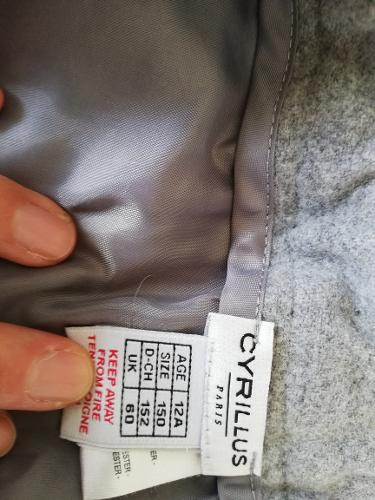 CYRILLUS
PARIS
AGE 12A
SIZE 150
D-CH 152
UK 60
KEEP AWAY
FROM FIRE